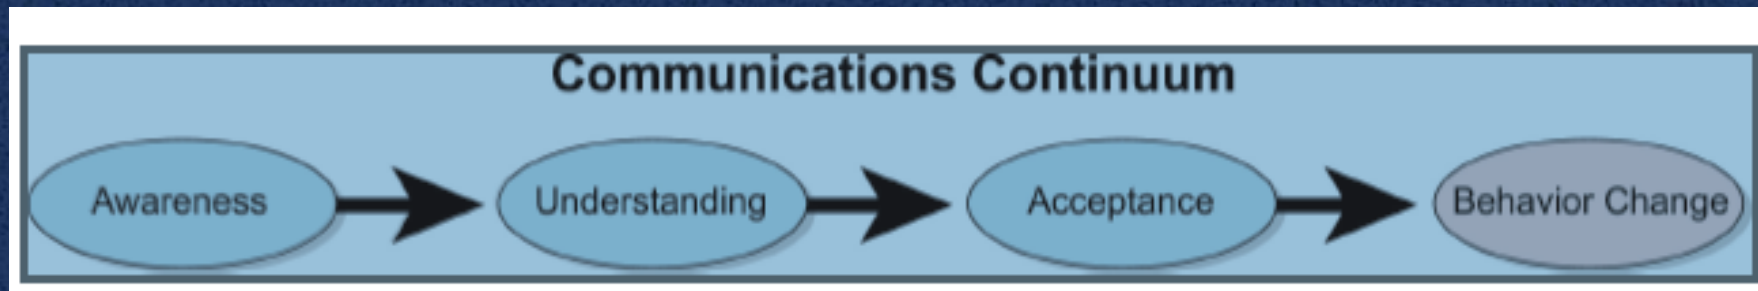 Communications Continuum
Awareness
Understanding
Acceptance
Behavior Change